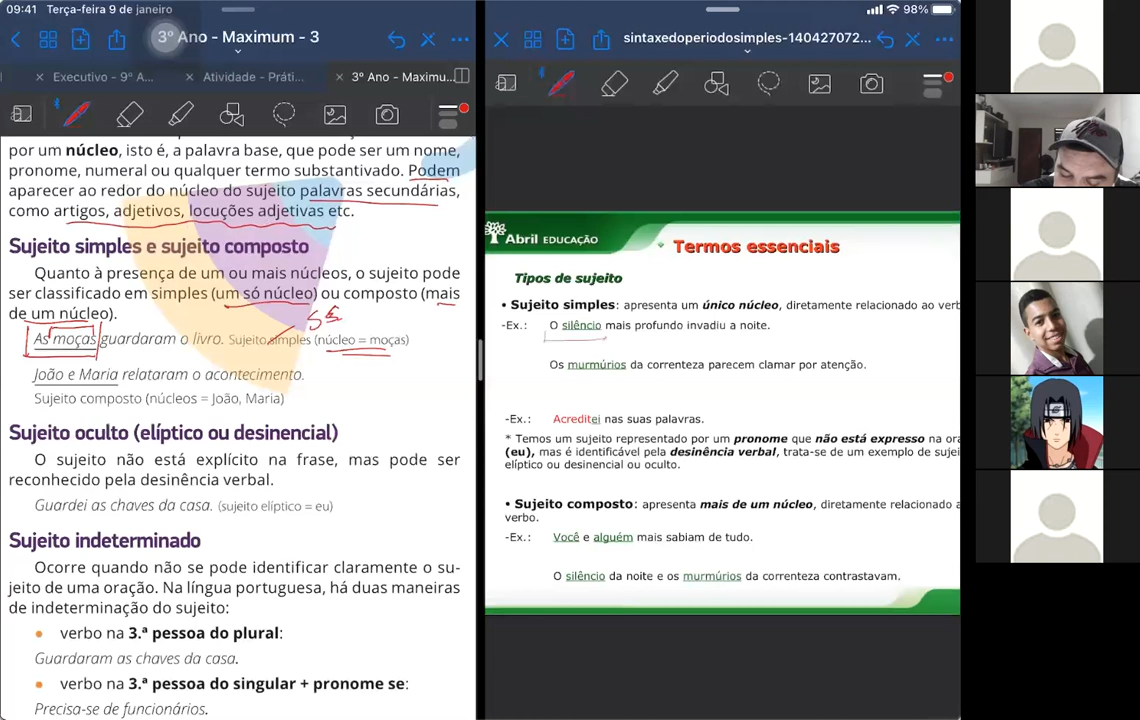 09:41 Terça-feira 9 de janeiro
3º Ano - Maximum - 3
Executivo - 9º A...
Atividade - Práti...
3º Ano - Maximu...
por um núcleo, isto é, a palavra base, que pode ser um nome,
pronome, numeral ou qualquer termo substantivado. Podem
aparecer ao redor do núcleo do sujeito palavras secundárias,
como artigos, adjetivos, locuções adjetivas etc.
Sujeito simples e sujeito composto
Quanto à presença de um ou mais núcleos, o sujeito pode
ser classificado em simples (um só núcleo) ou composto (mais
de um núcleo).
As moças guardaram o livro. Sujeito simples (núcleo = moças)
João e Maria relataram o acontecimento.
Sujeito composto (núcleos = João, Maria)
Sujeito oculto (elíptico ou desinencial)
O sujeito não está explícito na frase, mas pode ser
reconhecido pela desinência verbal.
Guardei as chaves da casa. (sujeito elíptico = eu)
Sujeito indeterminado
Ocorre quando não se pode identificar claramente o su-
jeito de uma oração. Na língua portuguesa, há duas maneiras
de indeterminação do sujeito:
• verbo na 3.ª pessoa do plural:
Guardaram as chaves da casa.
• verbo na 3.ª pessoa do singular + pronome se:
Precisa-se de funcionários.
98%
sintaxedoperiodosimples-140427072...
Abril EDUCAÇÃO
Termos essenciais
Tipos de sujeito
• Sujeito simples: apresenta um único núcleo, diretamente relacionado ao verb
-Ex.: O silêncio mais profundo invadiu a noite.
Os murmúrios da correnteza parecem clamar por atenção.
-Ex.: Acreditei nas suas palavras.
* Temos um sujeito representado por um pronome que não está expresso na ora
(eu), mas é identificável pela desinência verbal, trata-se de um exemplo de sujei
elíptico ou desinencial ou oculto.
• Sujeito composto: apresenta mais de um núcleo, diretamente relacionado a
verbo.
-Ex.: Você e alguém mais sabiam de tudo.
O silêncio da noite e os murmúrios da correnteza contrastavam.